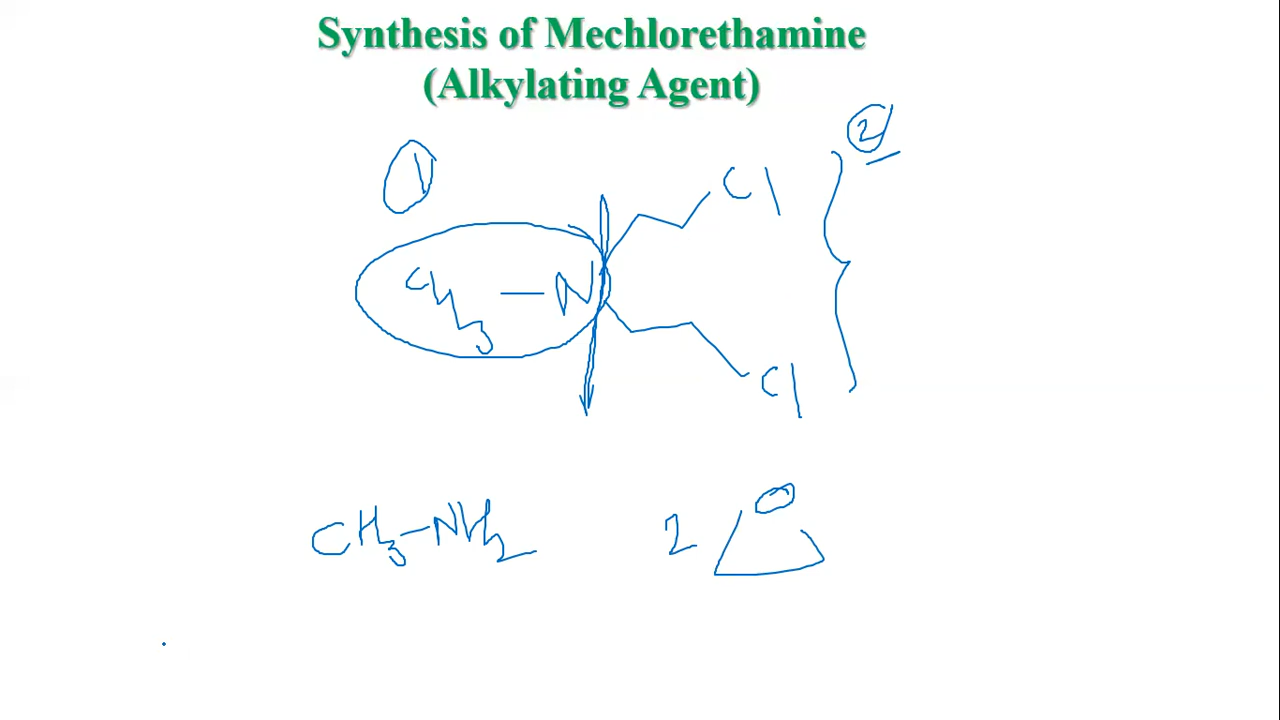 Synthesis of Mechlorethamine
(Alkylating Agent)
2
1
Cl
CH3 — N
Cl
CH3-NH2 2 O